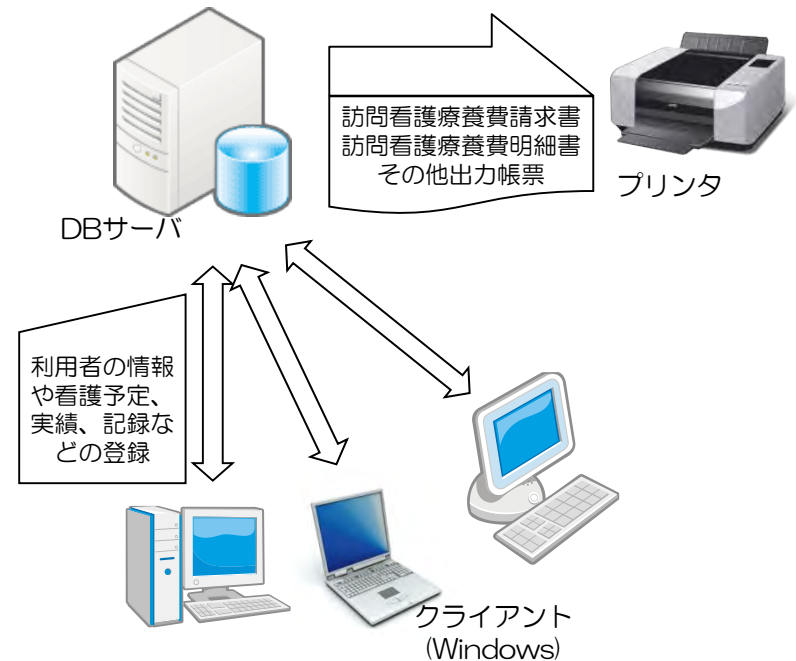 訪問看護療養費請求書
訪問看護療養費明細書
その他出力帳票
プリンタ
DBサーバ
利用者の情報
や看護予定、
実績、記録な
どの登録
クライアント
(Windows)